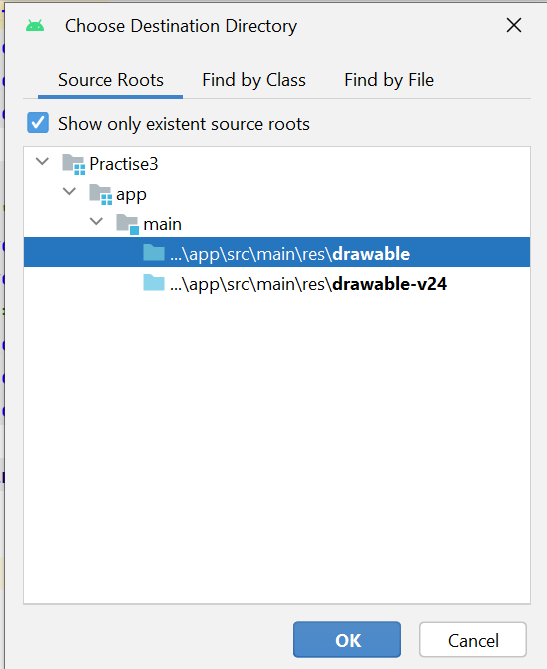 Choose Destination Directory
Source Roots Find by Class Find by File
Show only existent source roots
Practise3
app
main
...\app\src\main\res\drawable
...\app\src\main\res\drawable-v24
OK Cancel